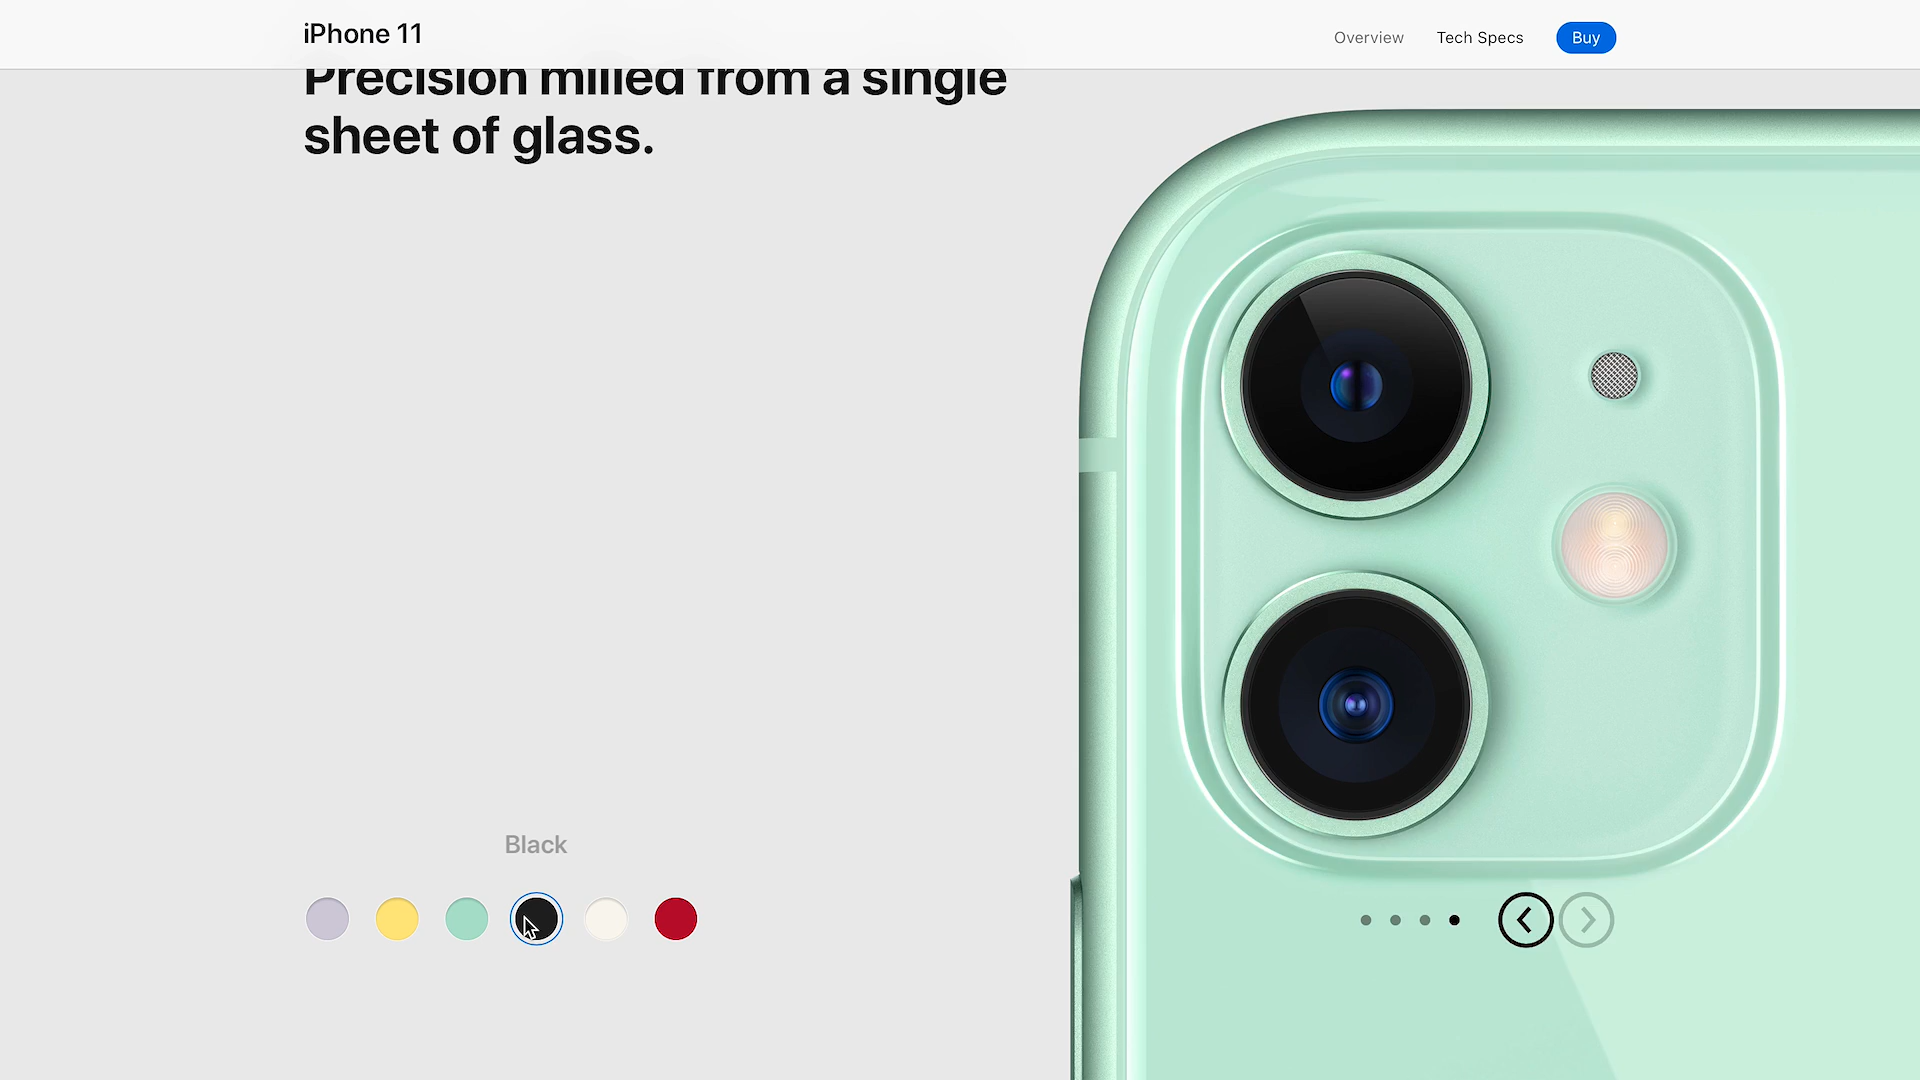 iPhone 11
Overview
Tech Specs
Buy
Precision milled from a single
sheet of glass.
Black